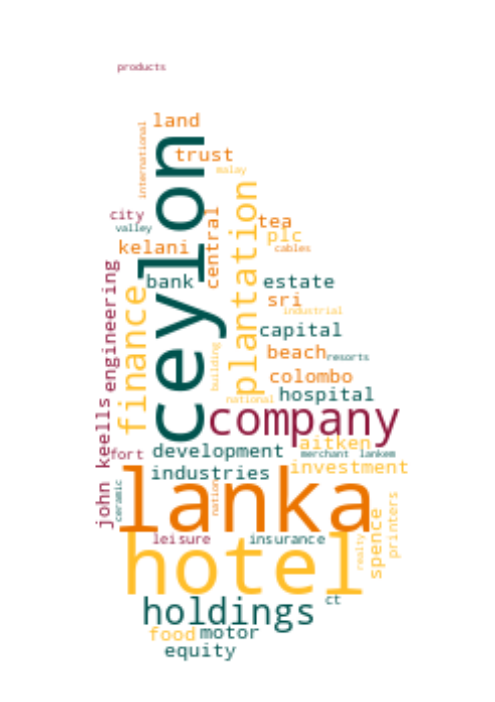 products
land
international
trust
malay
ceylon
plantation
city
valley
central
tea
plc
kelani
cables
bank
estate
engineering
finance
sri
industrial
capital
building
beach
resorts
colombo
national
hospital
john keells
company
aitken
fort
development
merchant
lankem
industries
investment
ceramic
nation
lanka
printers
spence
leisure
insurance
realty
hotel
holdings
ct
food
motor
equity